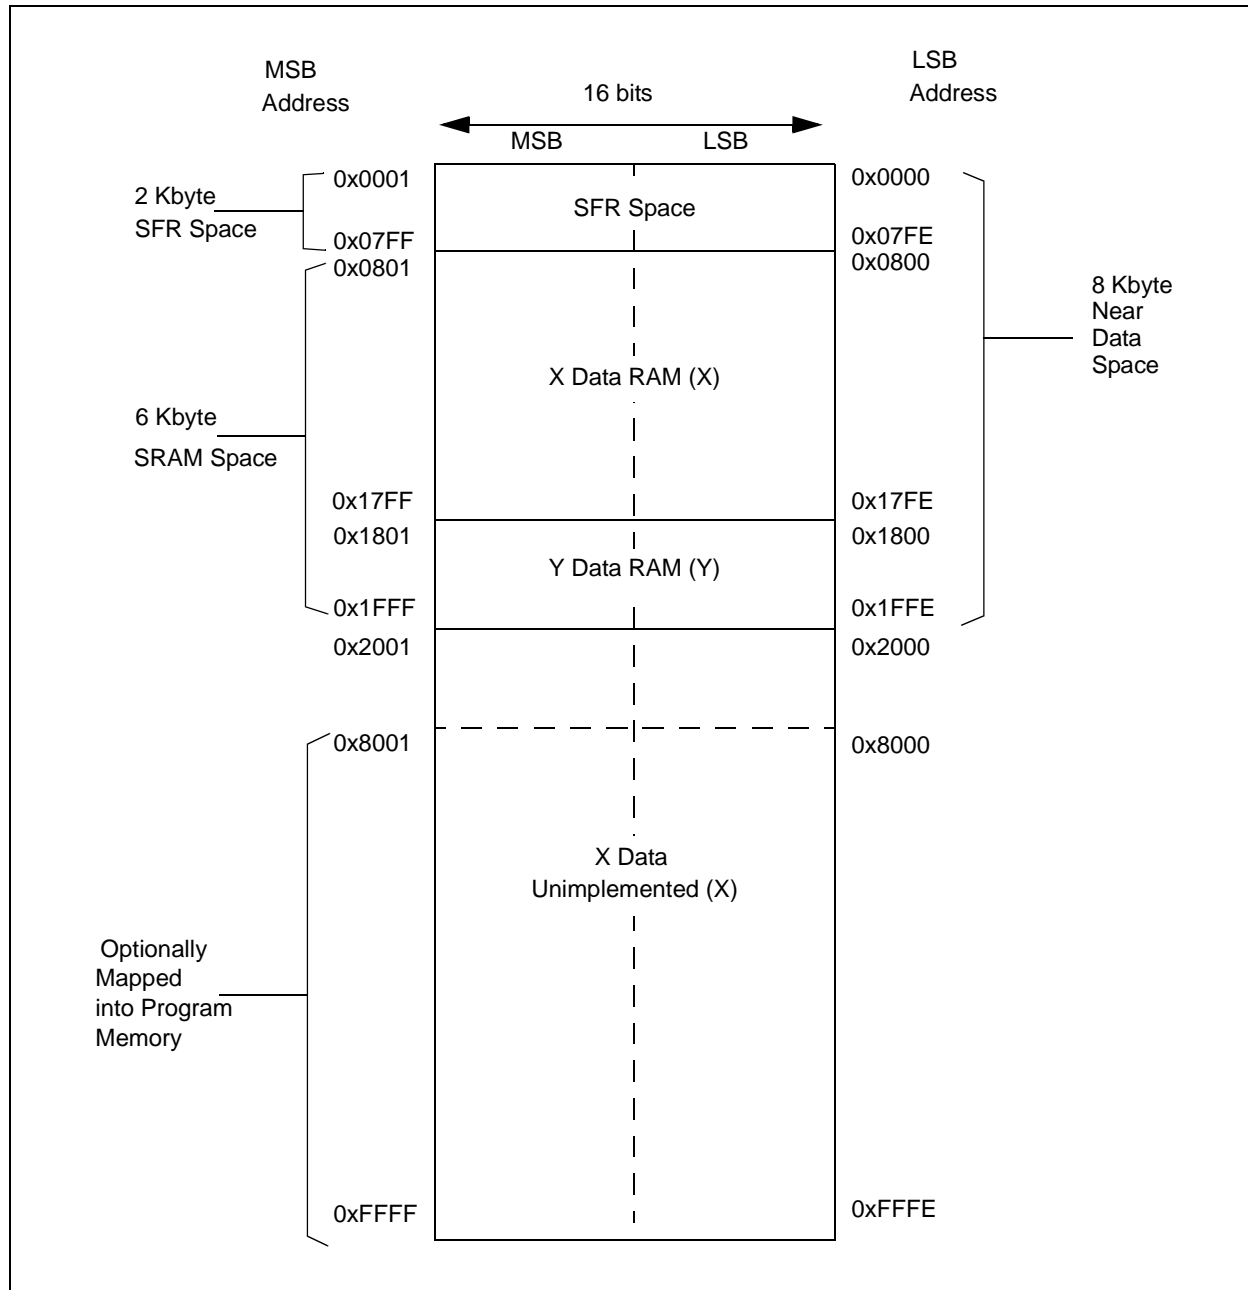 MSB
Address
LSB
Address
16 bits
MSB
LSB
0x0001
0x0000
2 Kbyte
SFR Space
SFR Space
0x07FF
0x07FE
0x0801
0x0800
8 Kbyte
Near
Data
Space
X Data RAM (X)
6 Kbyte
SRAM Space
0x17FF
0x17FE
0x1801
0x1800
Y Data RAM (Y)
0x1FFF
0x1FFE
0x2001
0x2000
0x8001
0x8000
X Data
Unimplemented (X)
Optionally
Mapped
into Program
Memory
0xFFFF
0xFFFE